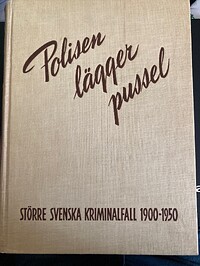 Polisen
lägger
pussel
STÖRRE SVENSKA KRIMINALFALL 1900-1950